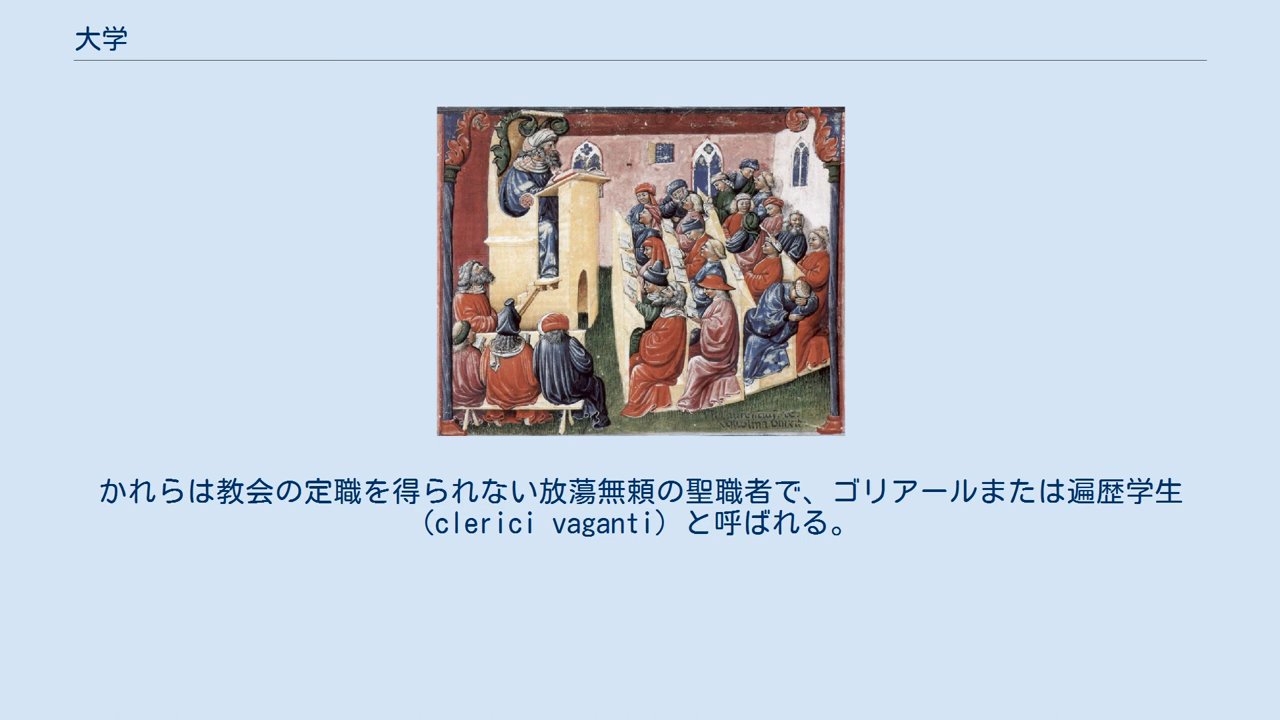 大学
かれらは教会の定職を得られない放蕩無頼の聖職者で、ゴリアールまたは遍歴学生
(clerici vaganti) と呼ばれる。